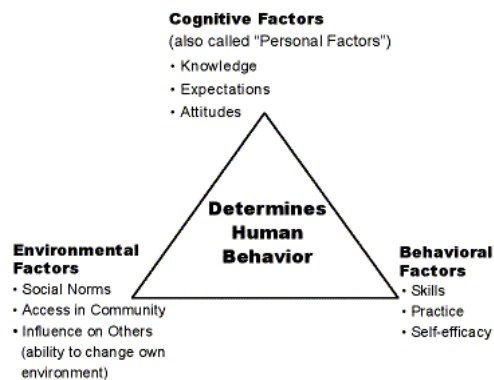 Cognitive Factors
(also called "Personal Factors")
• Knowledge
• Expectations
• Attitudes
Determines
Human
Behavior
Environmental
Factors
• Social Norms
• Access in Community
• Influence on Others
(ability to change own
environment)
Behavioral
Factors
• Skills
• Practice
• Self-efficacy